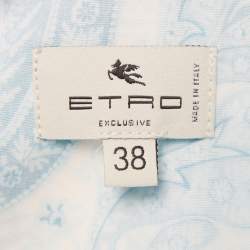 ETRO
EXCLUSIVE
MADE IN ITALY
38